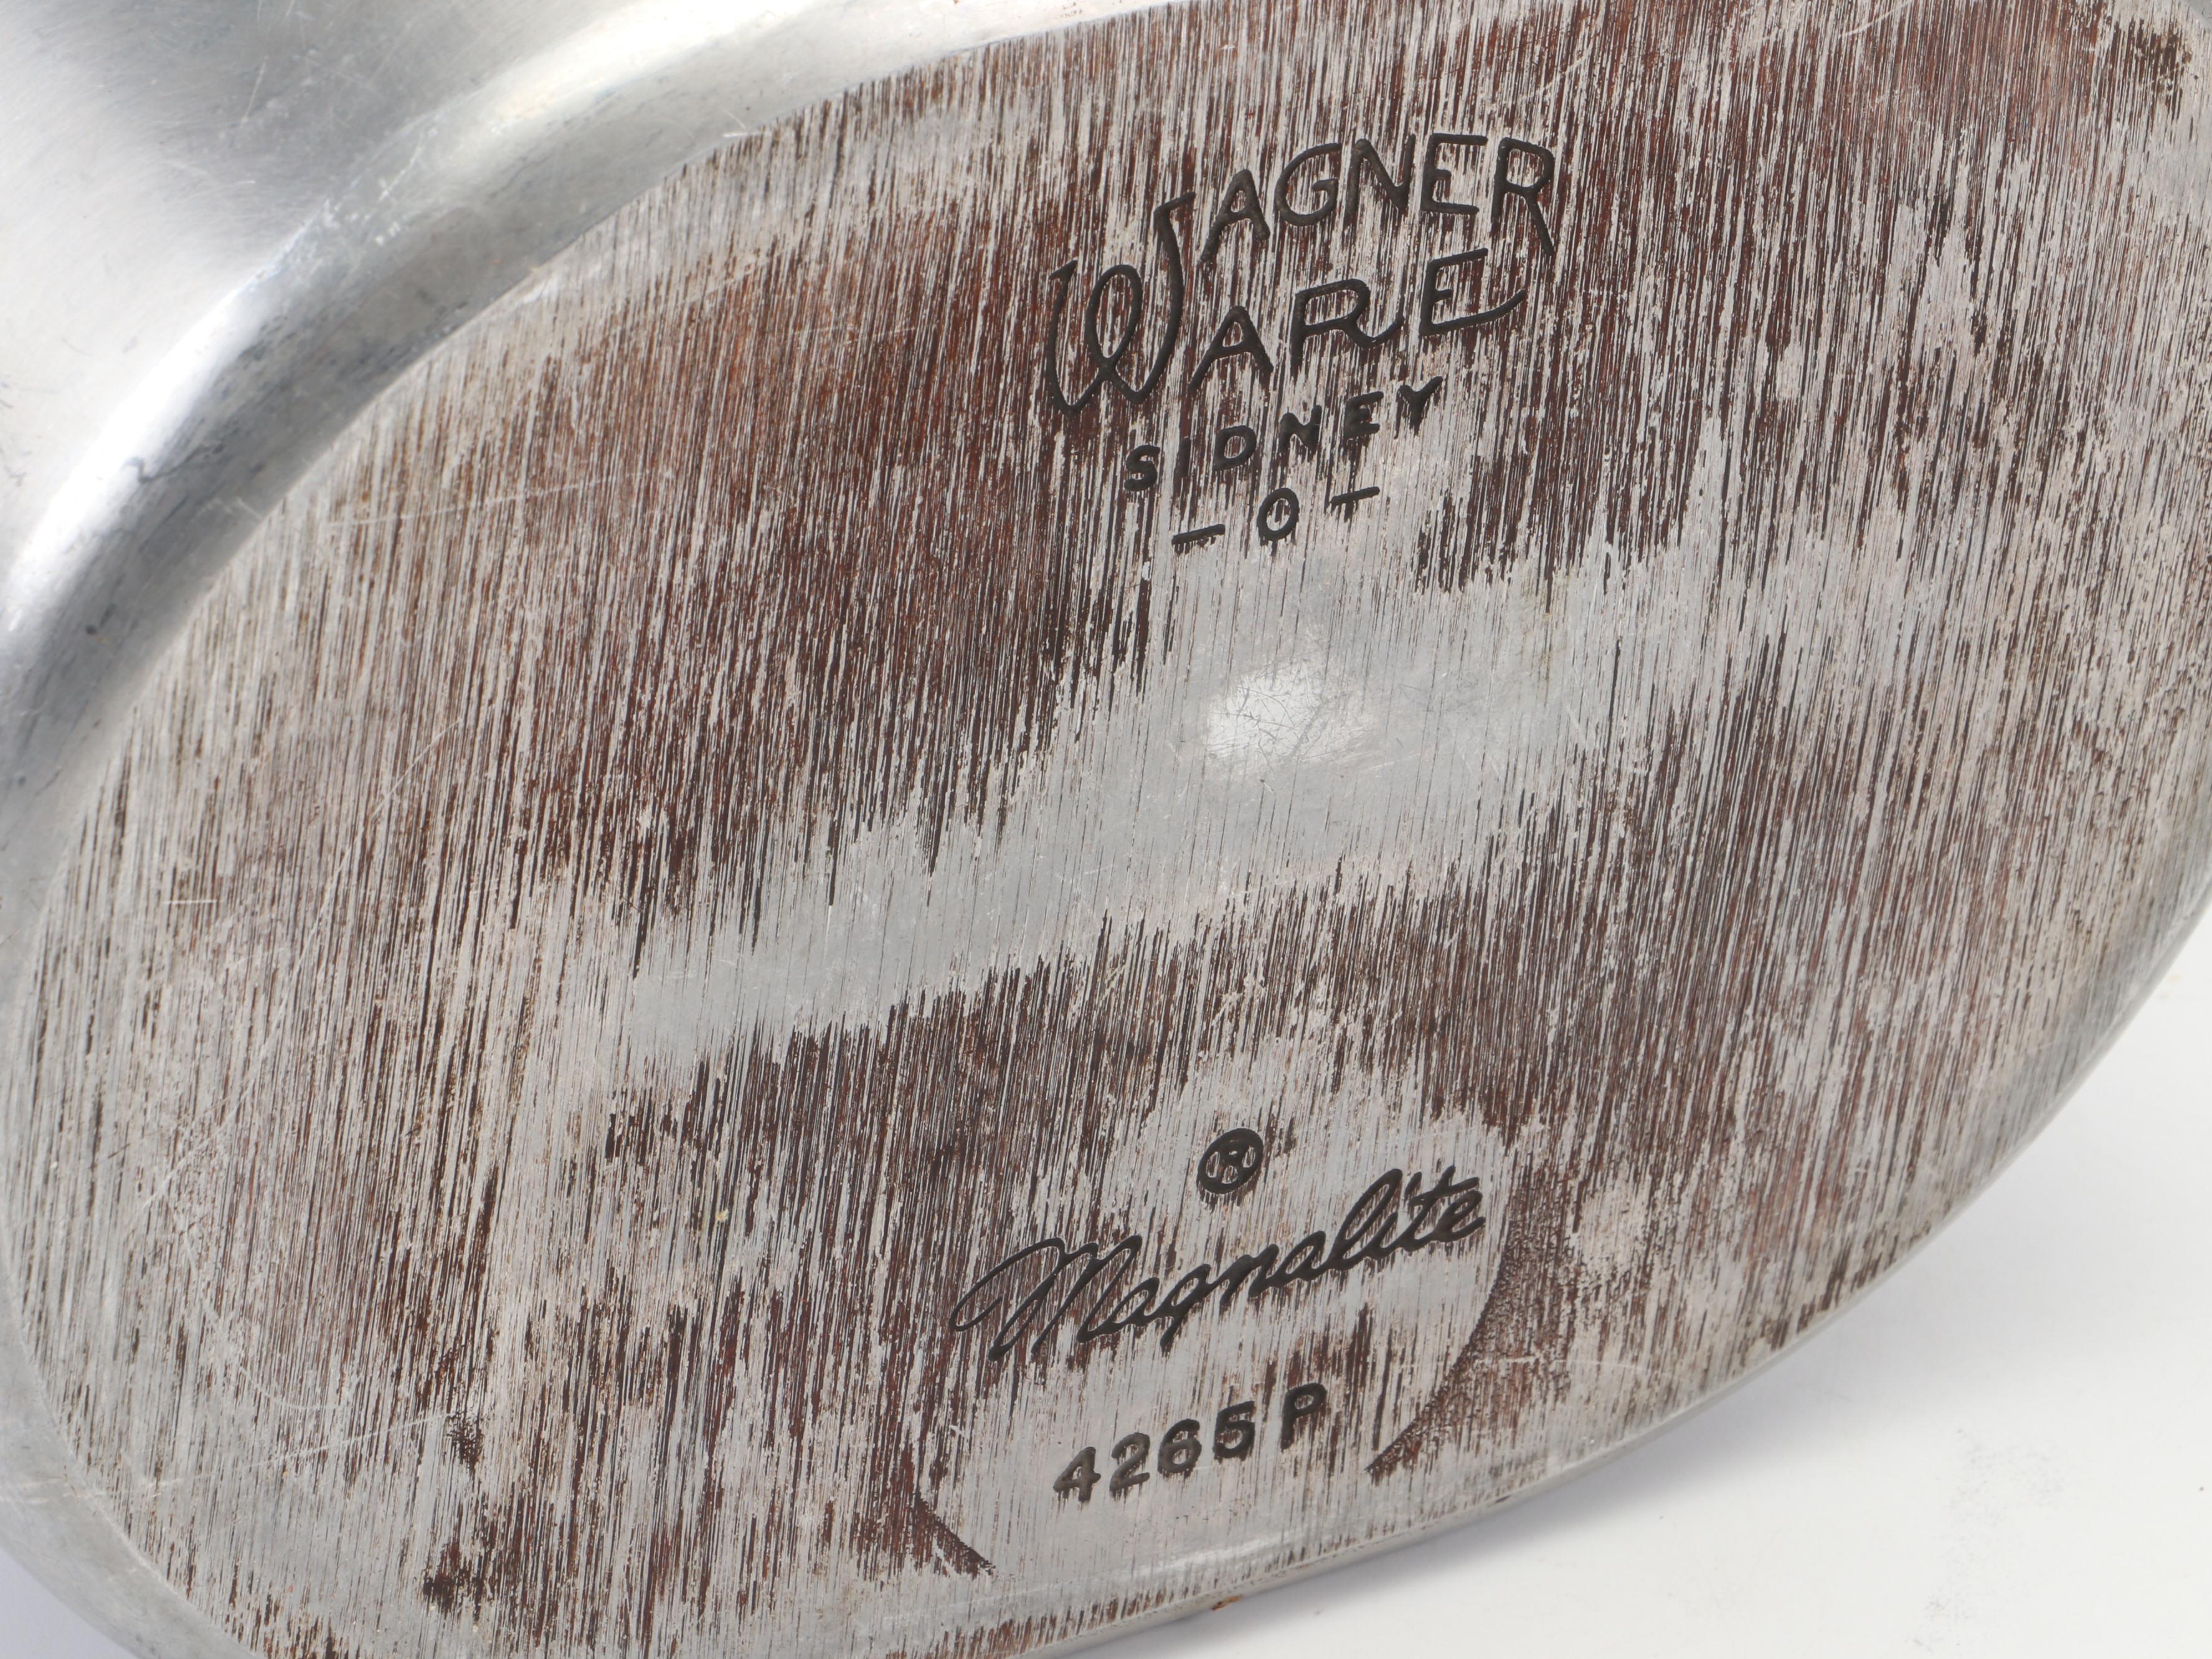 WAGNER
WARE
SIDNEY
-O-
®
Magnalite
4265P